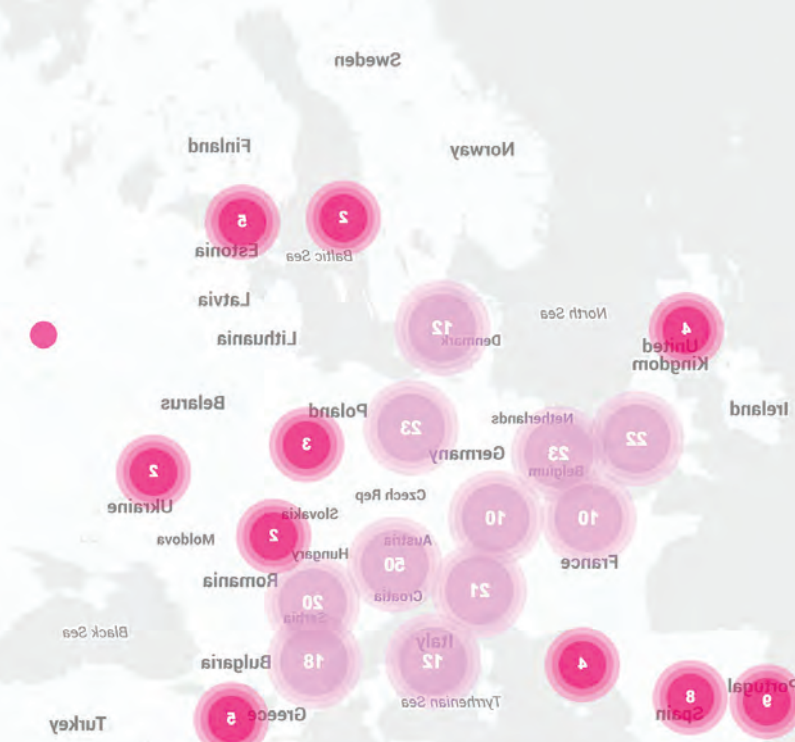 Sweden
Finland
Norway
5
2
Estonia
Baltic Sea
Latvia
North Sea
12
4
Lithuania
Denmark
United
Kingdom
Belarus
Poland
Ireland
Netherlands
23
22
3
Germany
23
2
Belgium
Czech Rep
Ukraine
Slovakia
10
10
2
Moldova
Austria
Hungary
France
50
Romania
21
Croatia
20
Serbia
Black Sea
Italy
Bulgaria
18
12
4
Portugal
8
9
Tyrrhenian Sea
Spain
Greece
5
Turkey